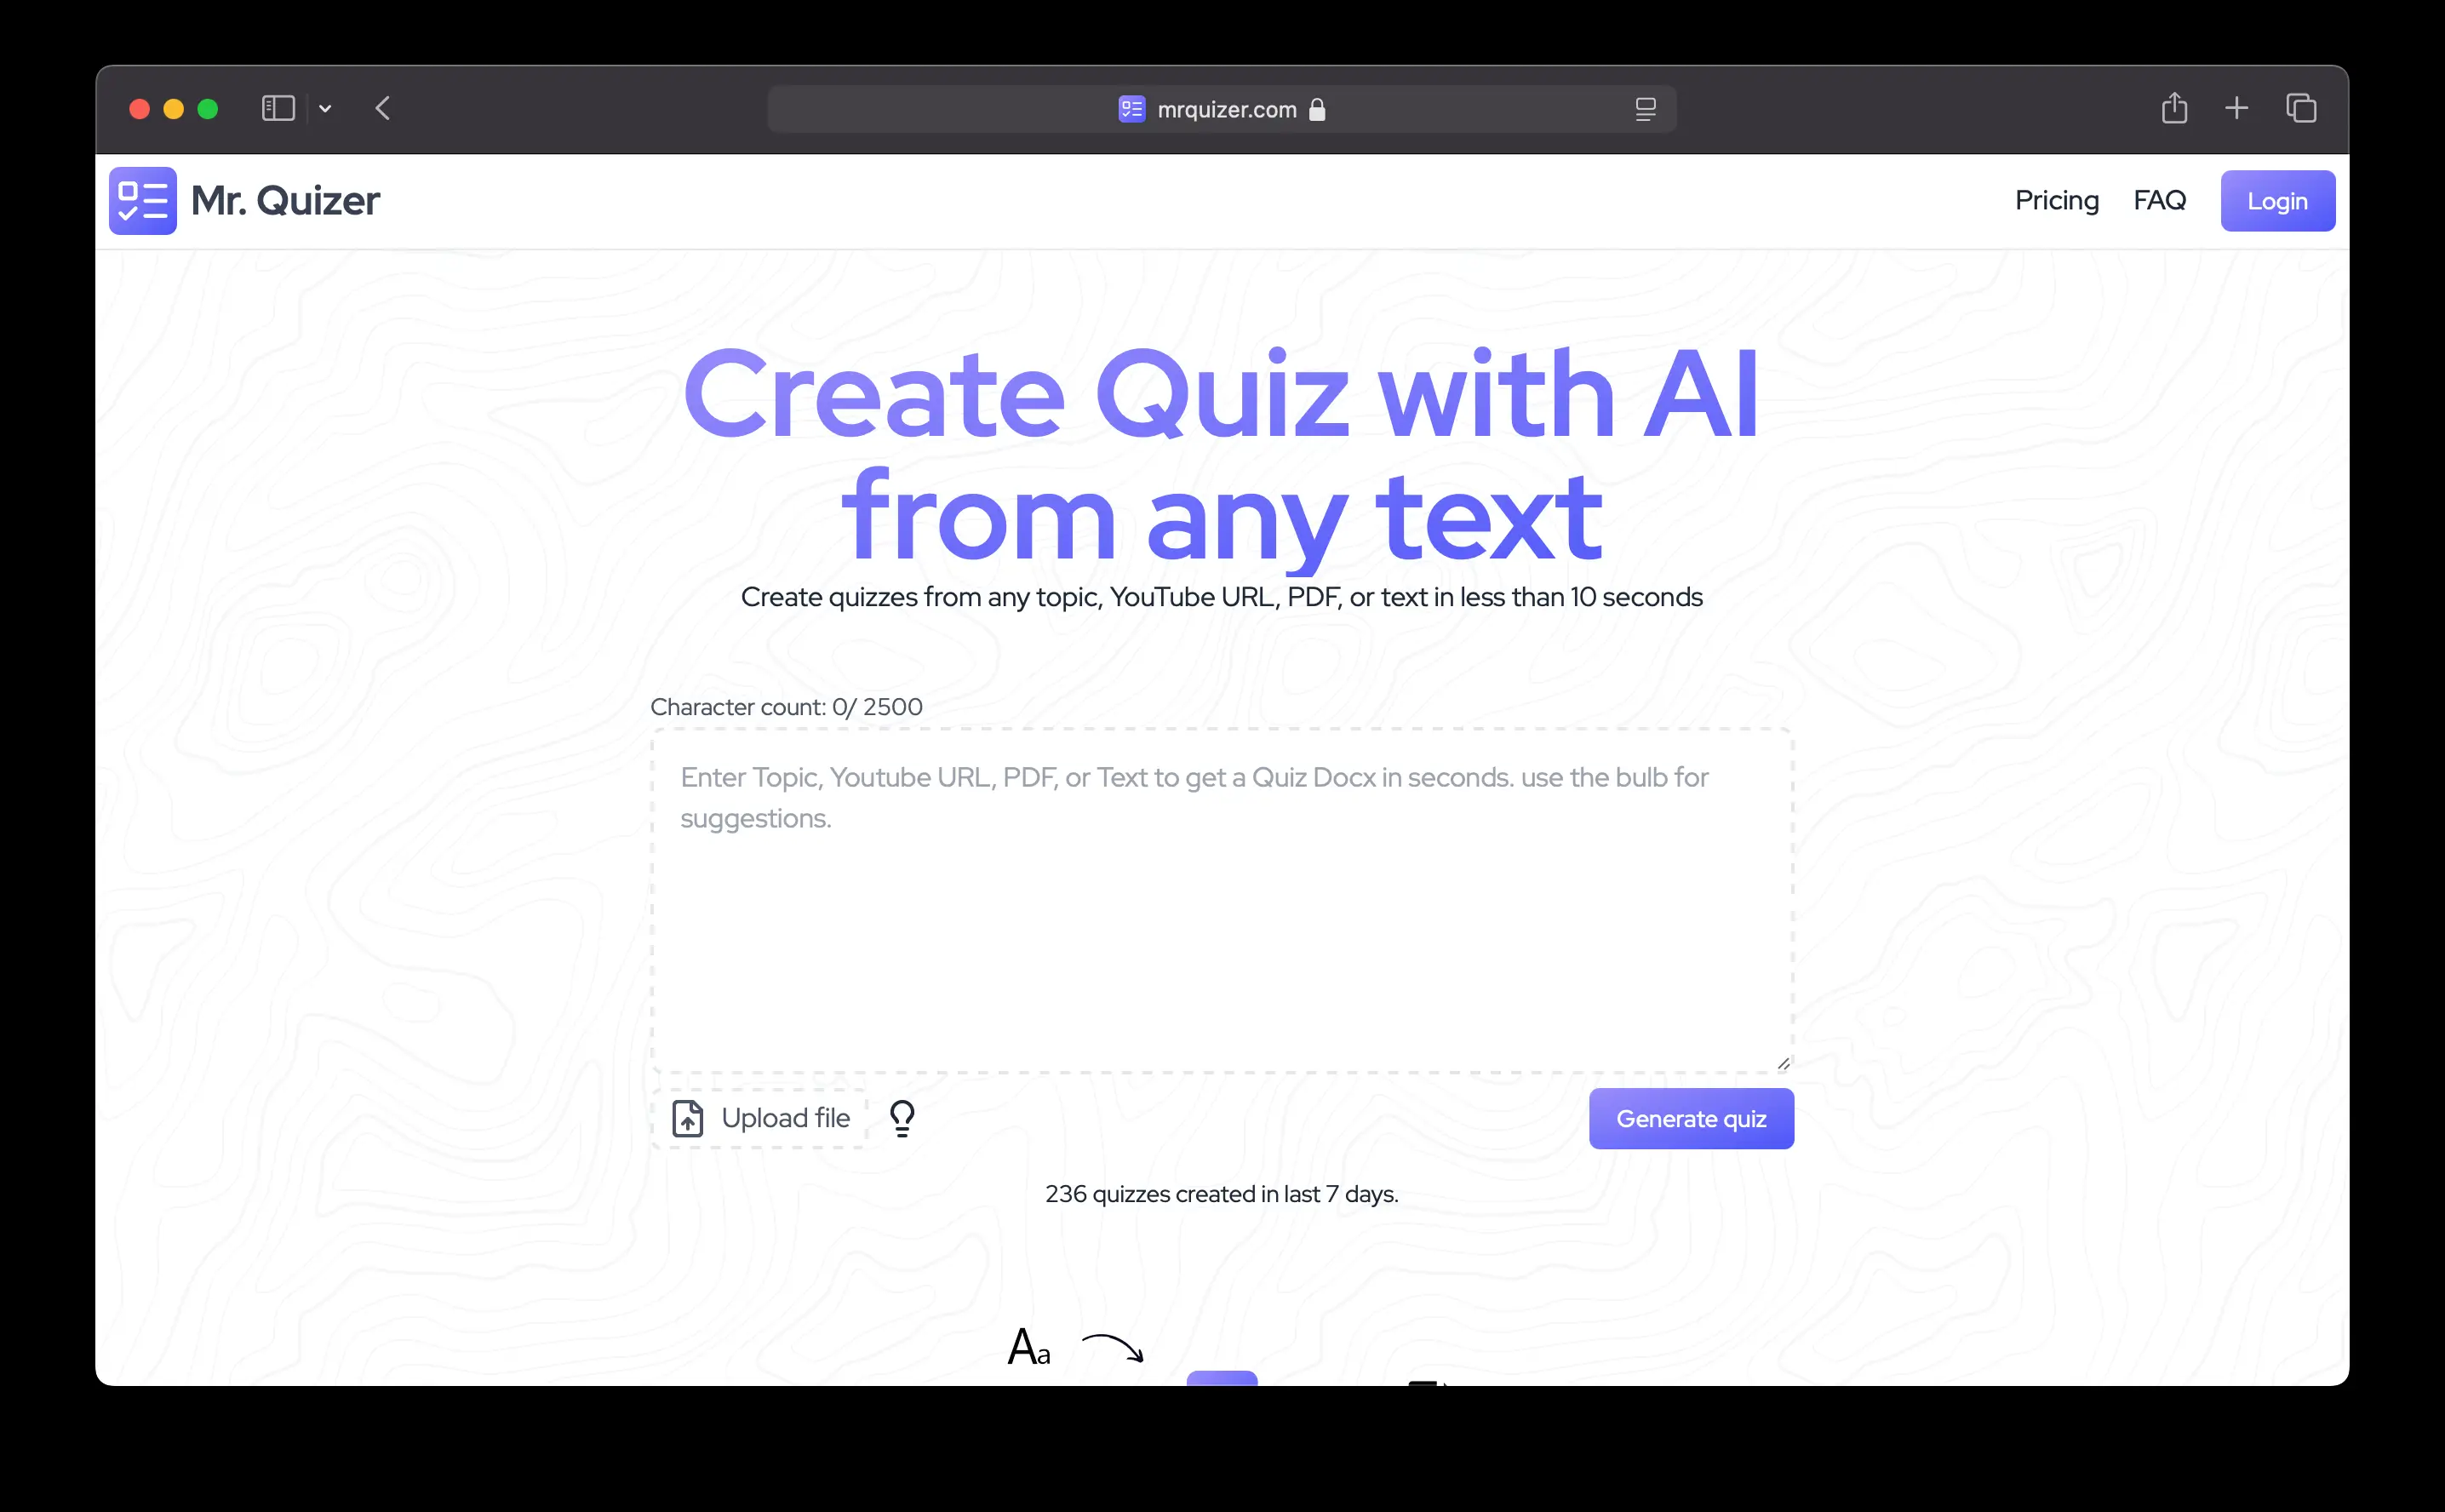 mrquizer.com
Mr. Quizer
Pricing
FAQ
Login
Create Quiz with AI
from any text
Create quizzes from any topic, YouTube URL, PDF, or text in less than 10 seconds
Character count: 0/ 2500
Enter Topic, Youtube URL, PDF, or Text to get a Quiz Docx in seconds. use the bulb for
suggestions.
Upload file
Generate quiz
236 quizzes created in last 7 days.
Aa